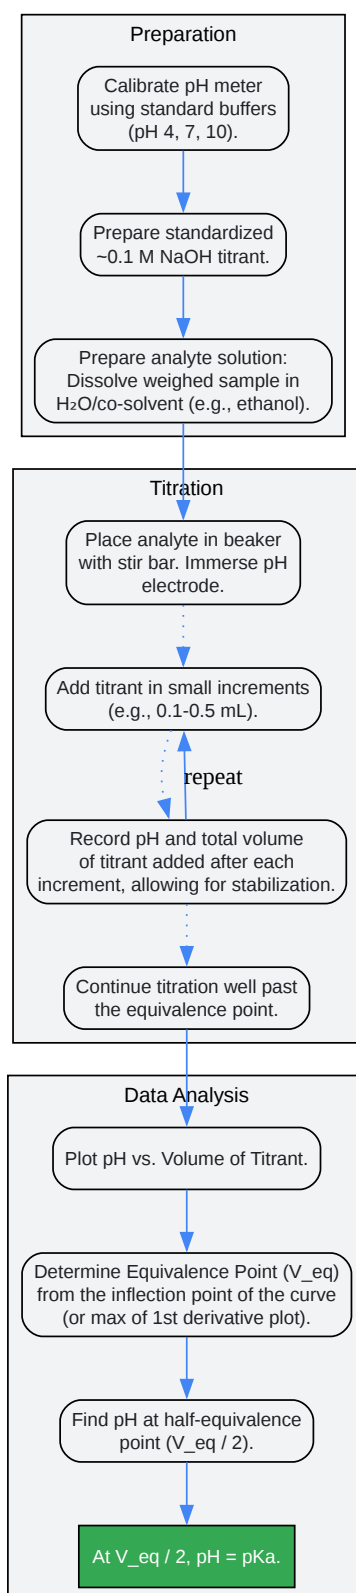 Preparation
Calibrate pH meter
using standard buffers
(pH 4, 7, 10).
Prepare standardized
~0.1 M NaOH titrant.
Prepare analyte solution:
Dissolve weighed sample in
H₂O/co-solvent (e.g., ethanol).
Titration
Place analyte in beaker
with stir bar. Immerse pH
electrode.
Add titrant in small increments
(e.g., 0.1-0.5 mL).
repeat
Record pH and total volume
of titrant added after each
increment, allowing for stabilization.
Continue titration well past
the equivalence point.
Data Analysis
Plot pH vs. Volume of Titrant.
Determine Equivalence Point (V_eq)
from the inflection point of the curve
(or max of 1st derivative plot).
Find pH at half-equivalence
point (V_eq / 2).
At V_eq / 2, pH = pKa.